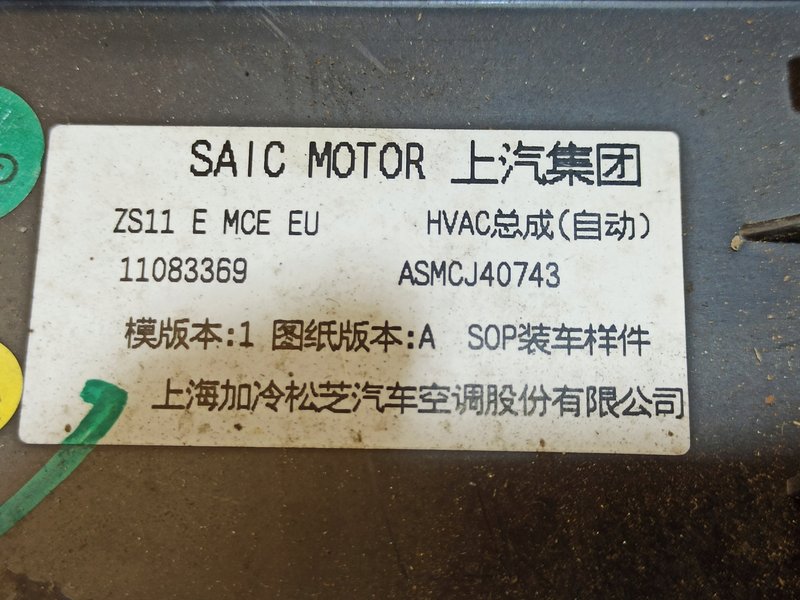 SAIC MOTOR 上汽集团
ZS11 E MCE EU HVAC总成(自动)
11083369 ASMCJ40743
模版本:1 图纸版本:A SOP装车样件
上海加冷松芝汽车空调股份有限公司